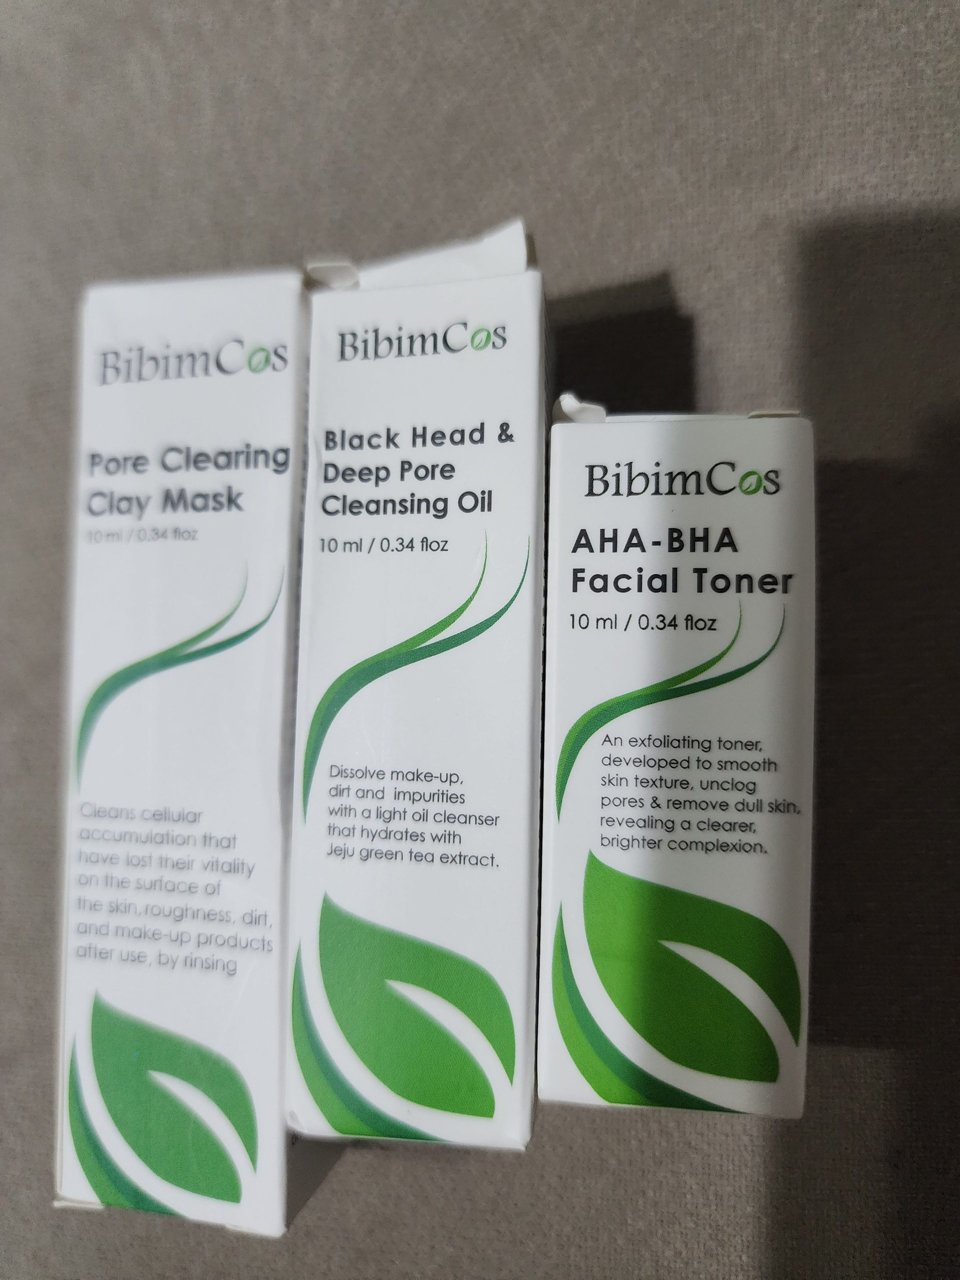 BibimCos
Pore Clearing
Clay Mask
10 ml / 0.34 floz
Cleans cellular
accumulation that
have lost their vitality
on the surface of
the skin, roughness, dirt,
and make-up products
after use, by rinsing
BibimCos
Black Head &
Deep Pore
Cleansing Oil
10 ml / 0.34 floz
Dissolve make-up,
dirt and impurities
with a light oil cleanser
that hydrates with
Jeju green tea extract.
BibimCos
AHA-BHA
Facial Toner
10 ml / 0.34 floz
An exfoliating toner,
developed to smooth
skin texture, unclog
pores & remove dull skin,
revealing a clearer,
brighter complexion.